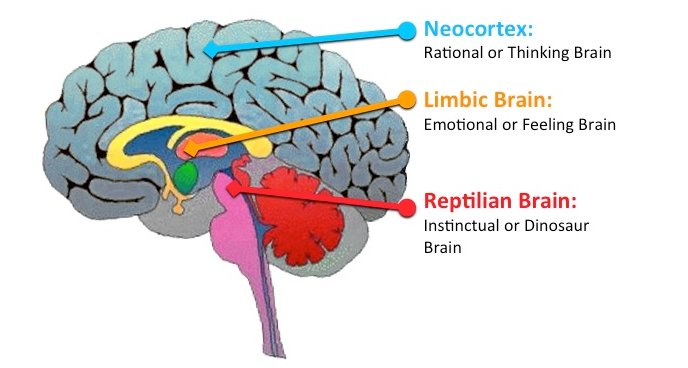 Neocortex:
Rational or Thinking Brain
Limbic Brain:
Emotional or Feeling Brain
Reptilian Brain:
Instinctual or Dinosaur
Brain